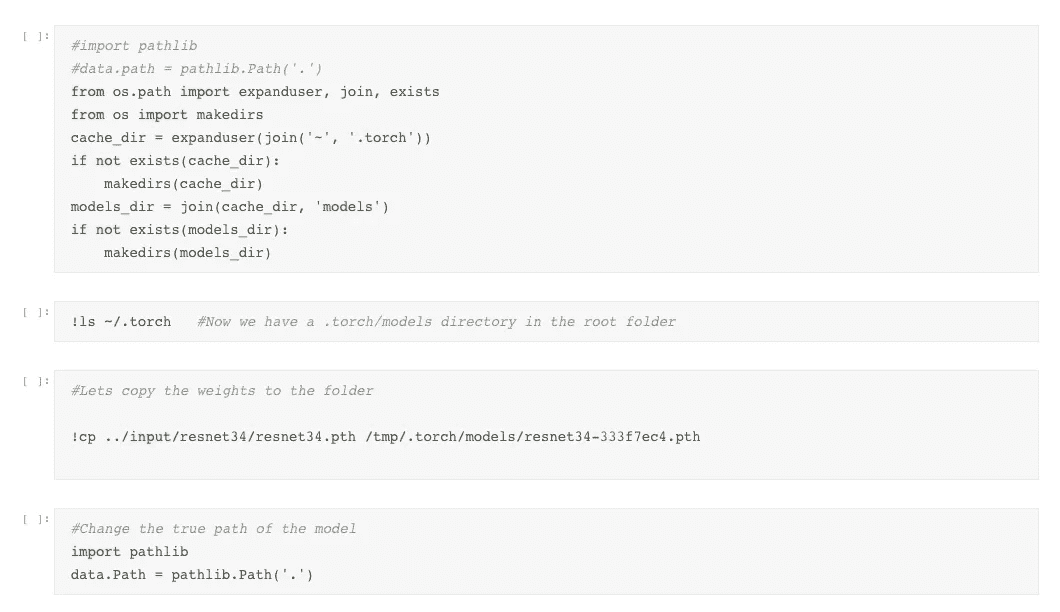 [ ]:
#import pathlib
#data.path = pathlib.Path('.')
from os.path import expanduser, join, exists
from os import makedirs
cache_dir = expanduser(join('~', '.torch'))
if not exists(cache_dir):
    makedirs(cache_dir)
models_dir = join(cache_dir, 'models')
if not exists(models_dir):
    makedirs(models_dir)
[ ]:
!ls ~/.torch   #Now we have a .torch/models directory in the root folder
[ ]:
#Lets copy the weights to the folder
!cp ../input/resnet34/resnet34.pth /tmp/.torch/models/resnet34-333f7ec4.pth
[ ]:
#Change the true path of the model
import pathlib
data.Path = pathlib.Path('.')